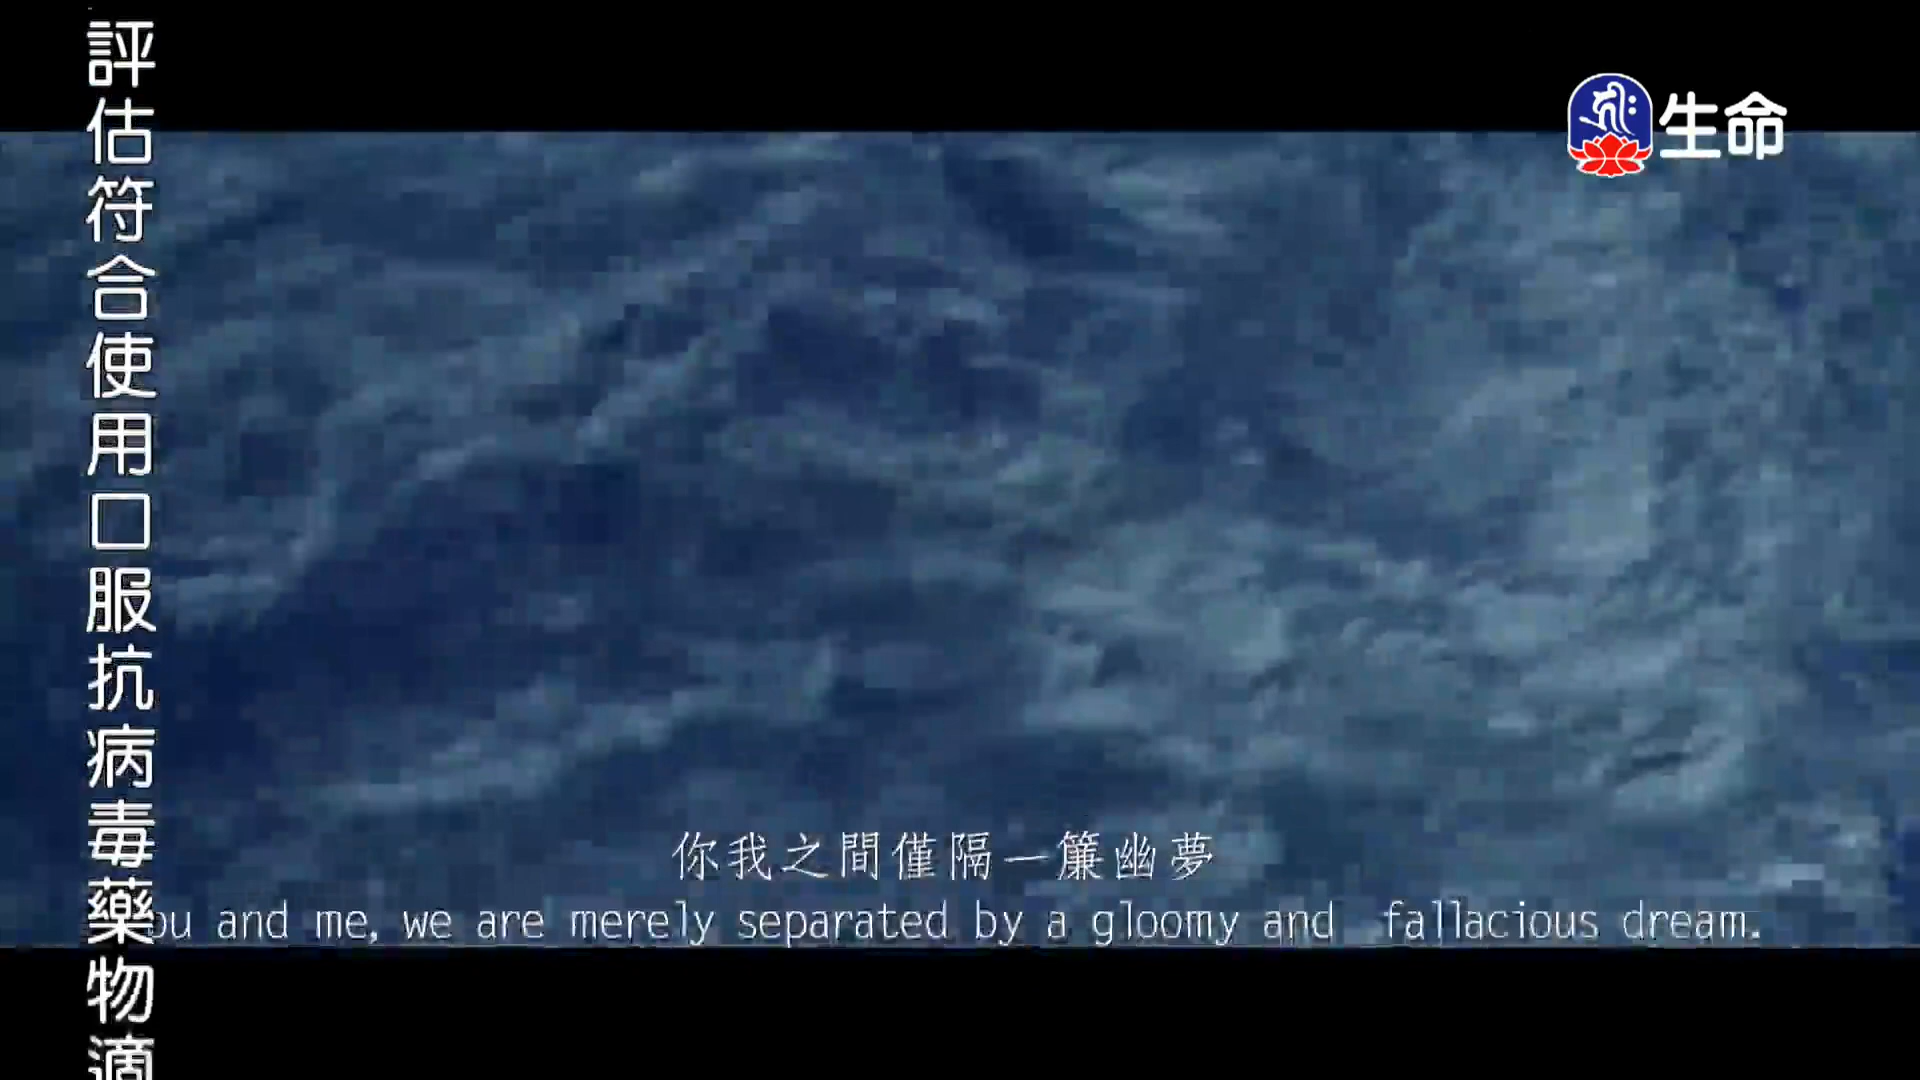 評估符合使用口服抗病毒藥物適
生命
你我之間僅隔一簾幽夢
ou and me, we are merely separated by a gloomy and fallacious dream.